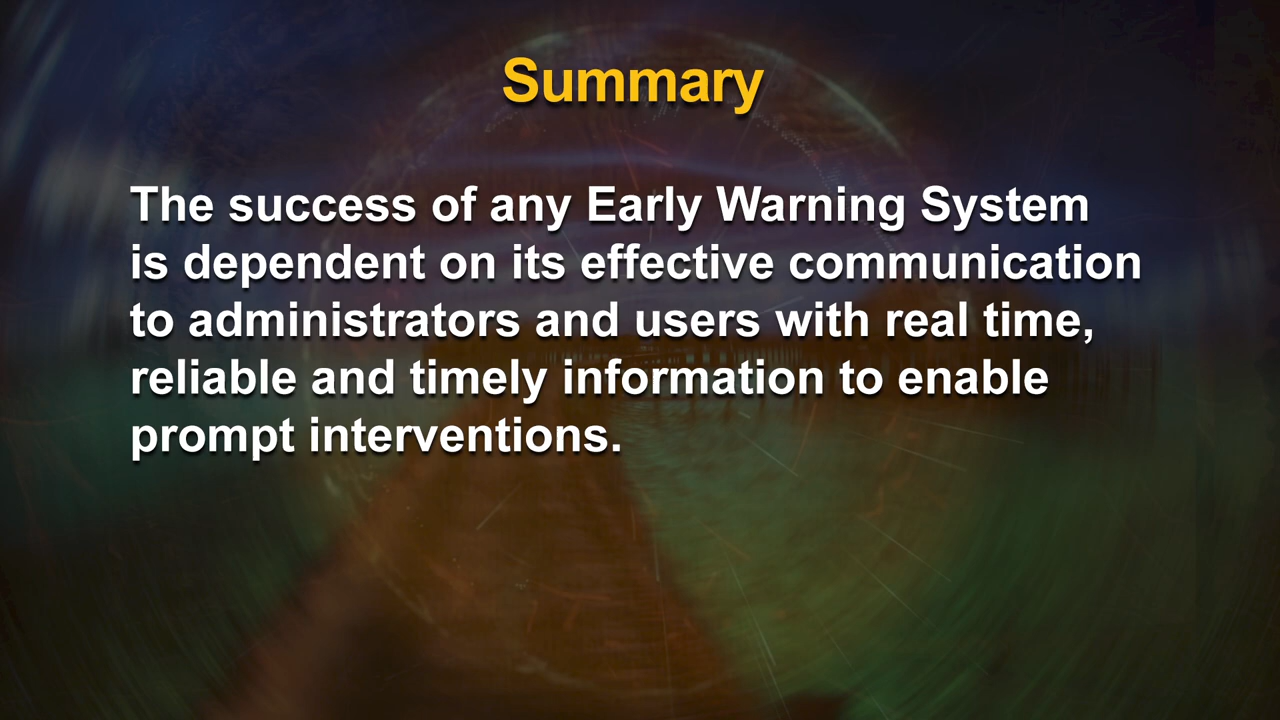 Summary
The success of any Early Warning System
is dependent on its effective communication
to administrators and users with real time,
reliable and timely information to enable
prompt interventions.